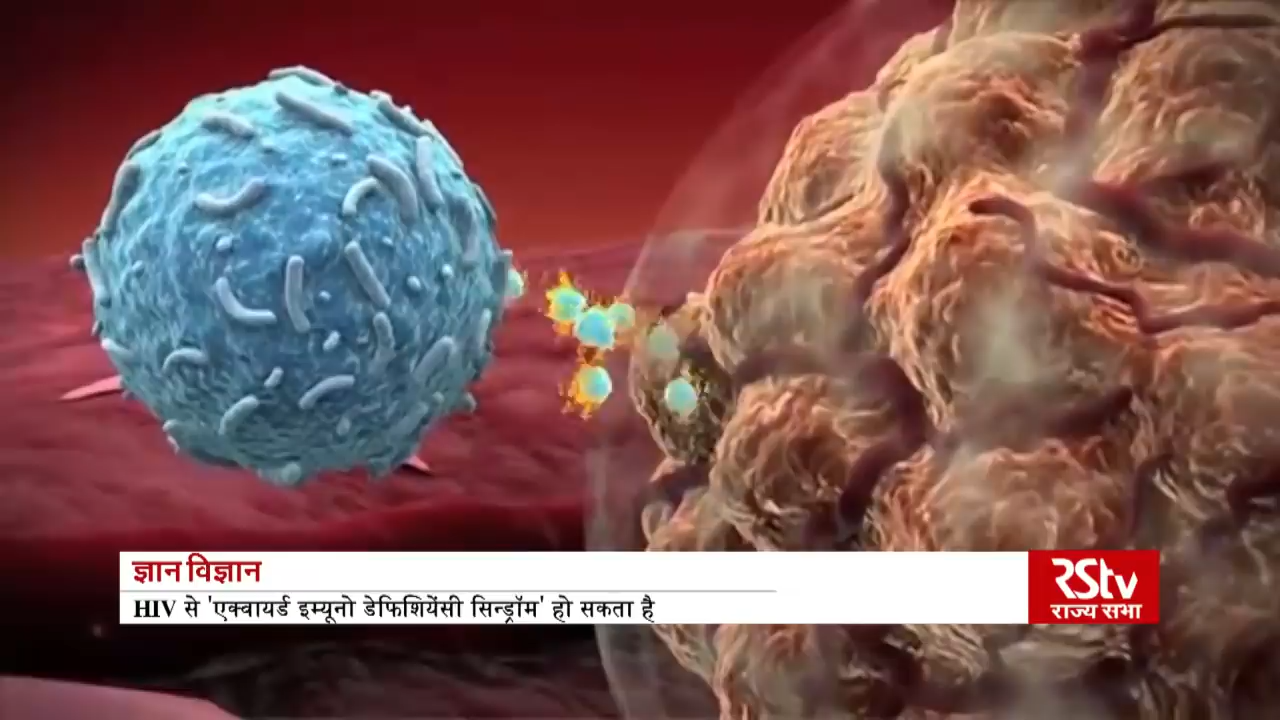 ज्ञान विज्ञान
HIV से 'एक्वायर्ड इम्यूनो डेफिशियेंसी सिन्ड्रॉम' हो सकता है
RStv
राज्य सभा